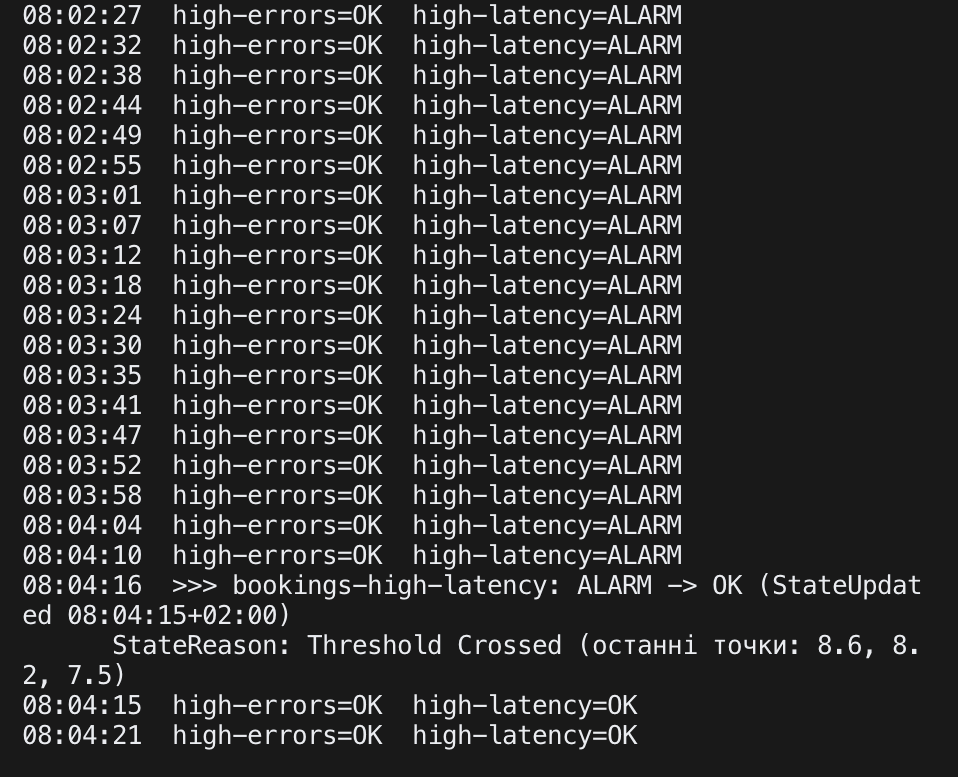 08:02:27  high-errors=OK  high-latency=ALARM
08:02:32  high-errors=OK  high-latency=ALARM
08:02:38  high-errors=OK  high-latency=ALARM
08:02:44  high-errors=OK  high-latency=ALARM
08:02:49  high-errors=OK  high-latency=ALARM
08:02:55  high-errors=OK  high-latency=ALARM
08:03:01  high-errors=OK  high-latency=ALARM
08:03:07  high-errors=OK  high-latency=ALARM
08:03:12  high-errors=OK  high-latency=ALARM
08:03:18  high-errors=OK  high-latency=ALARM
08:03:24  high-errors=OK  high-latency=ALARM
08:03:30  high-errors=OK  high-latency=ALARM
08:03:35  high-errors=OK  high-latency=ALARM
08:03:41  high-errors=OK  high-latency=ALARM
08:03:47  high-errors=OK  high-latency=ALARM
08:03:52  high-errors=OK  high-latency=ALARM
08:03:58  high-errors=OK  high-latency=ALARM
08:04:04  high-errors=OK  high-latency=ALARM
08:04:10  high-errors=OK  high-latency=ALARM
08:04:16  >>> bookings-high-latency: ALARM -> OK (StateUpdat
ed 08:04:15+02:00)
      StateReason: Threshold Crossed (останні точки: 8.6, 8.
2, 7.5)
08:04:15  high-errors=OK  high-latency=OK
08:04:21  high-errors=OK  high-latency=OK